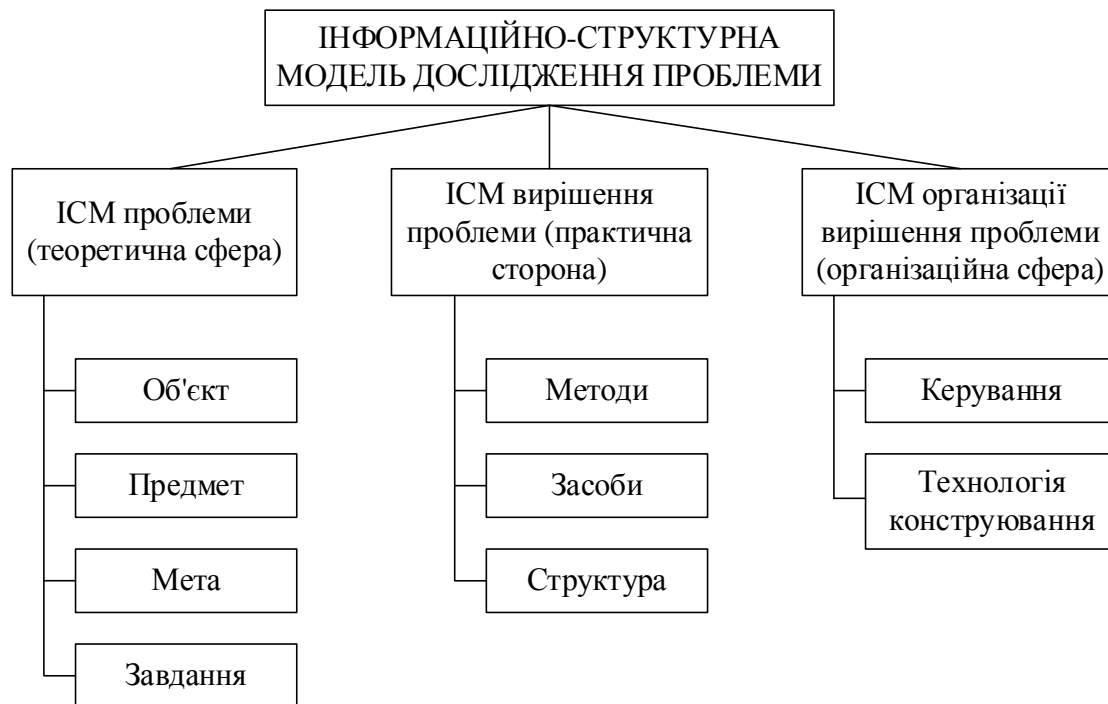 ІНФОРМАЦІЙНО-СТРУКТУРНА
МОДЕЛЬ ДОСЛІДЖЕННЯ ПРОБЛЕМИ
ІСМ проблеми
(теоретична сфера)
Об'єкт
Предмет
Мета
Завдання
ІСМ вирішення
проблеми (практична
сторона)
Методи
Засоби
Структура
ІСМ організації
вирішення проблеми
(організаційна сфера)
Керування
Технологія
конструювання